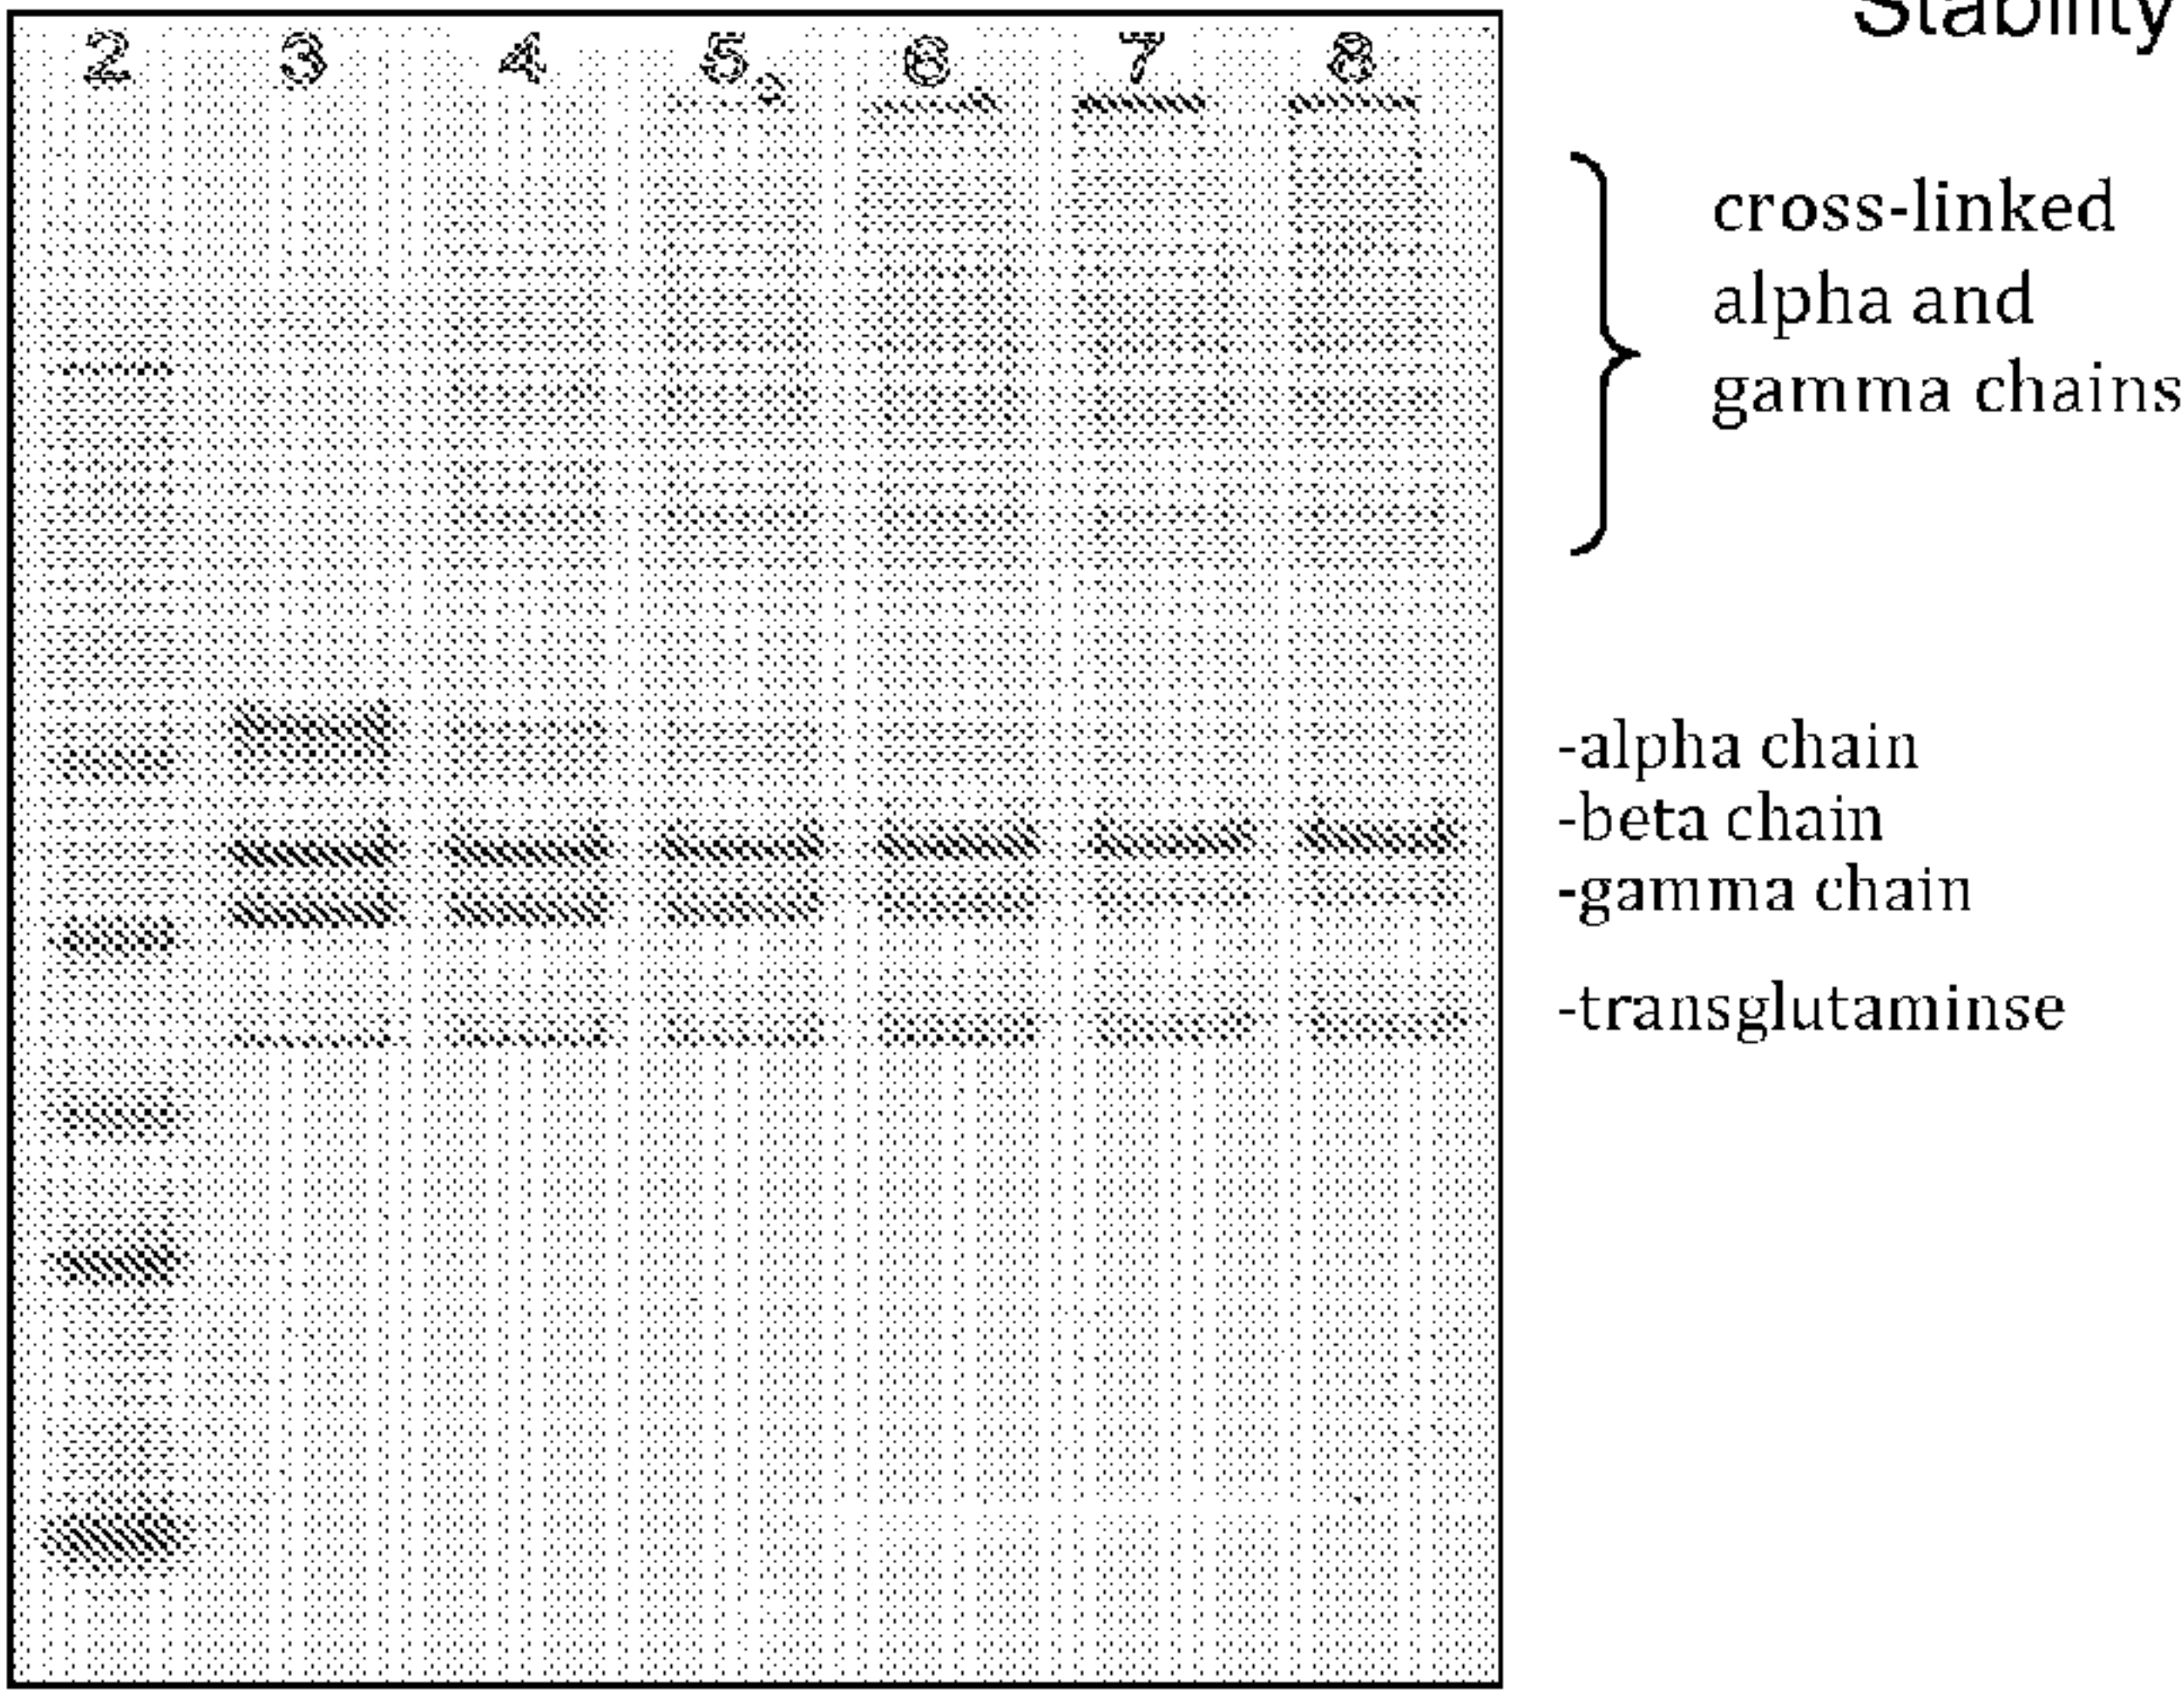 Stability
2 3 4 5 6 7 8
cross-linked
alpha and
gamma chains
-alpha chain
-beta chain
-gamma chain
-transglutaminse